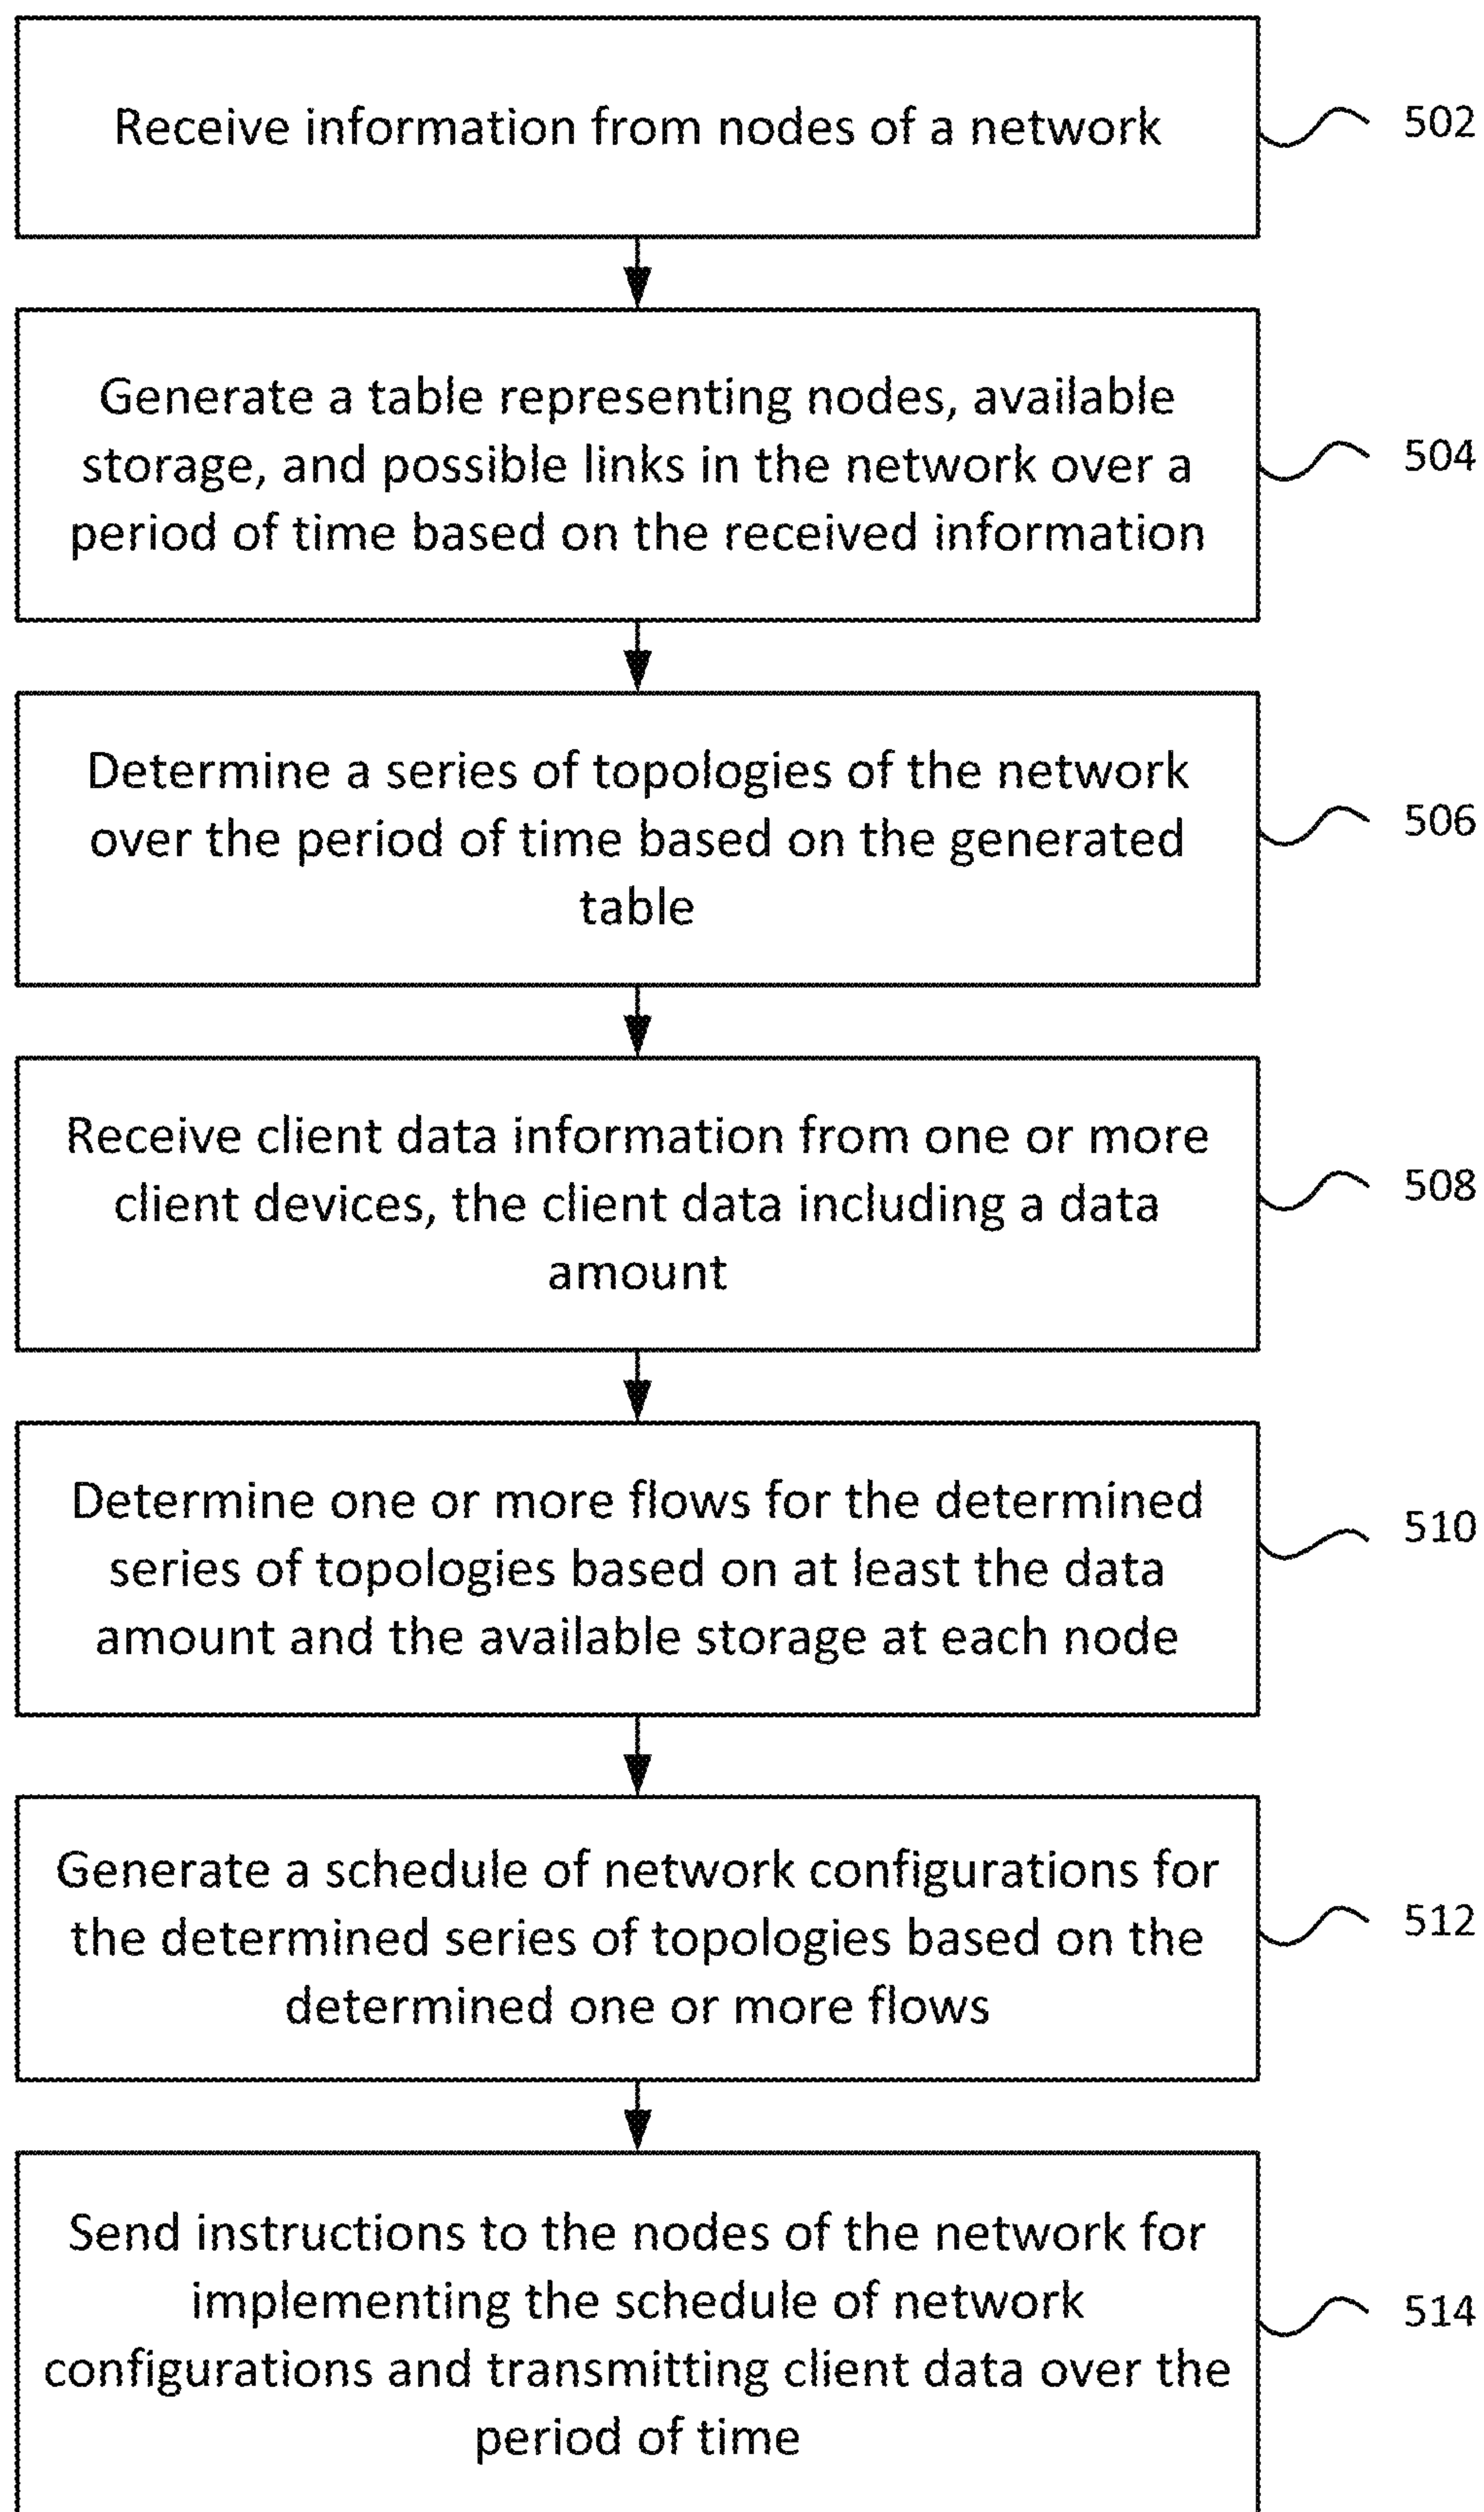 Receive information from nodes of a network
502
Generate a table representing nodes, available
storage, and possible links in the network over a
period of time based on the received information
504
Determine a series of topologies of the network
over the period of time based on the generated
table
506
Receive client data information from one or more
client devices, the client data including a data
amount
508
Determine one or more flows for the determined
series of topologies based on at least the data
amount and the available storage at each node
510
Generate a schedule of network configurations for
the determined series of topologies based on the
determined one or more flows
512
Send instructions to the nodes of the network for
implementing the schedule of network
configurations and transmitting client data over the
period of time
514